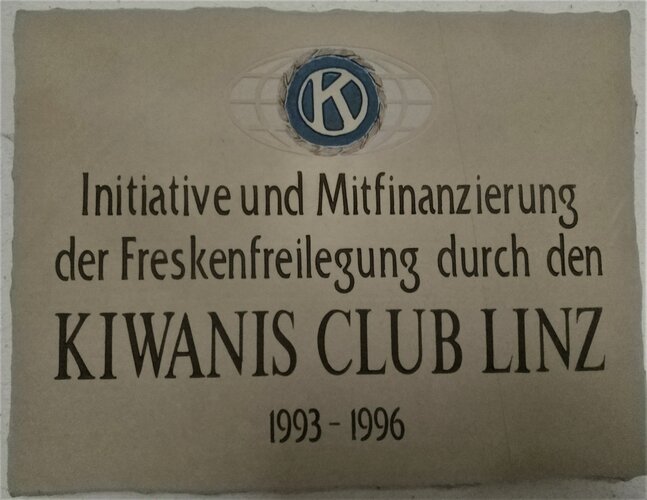 K
Initiative und Mitfinanzierung
der Freskenfreilegung durch den
KIWANIS CLUB LINZ
1993 - 1996